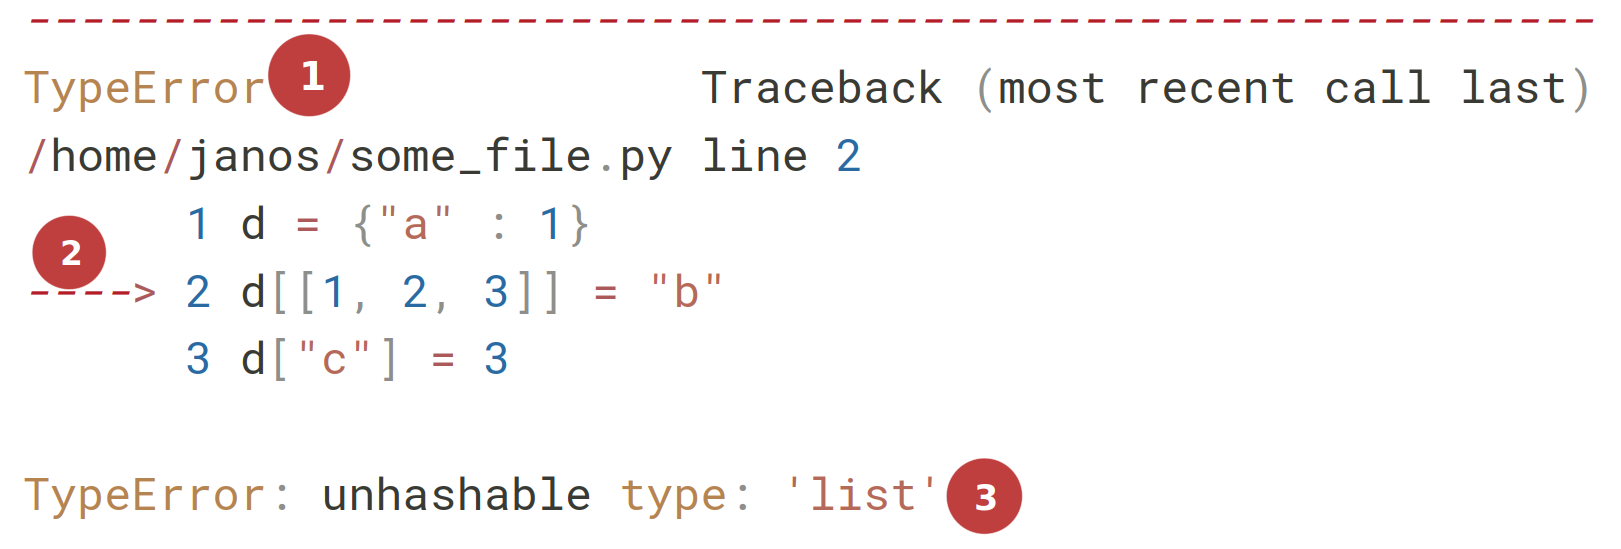 --------------------------------------------------------------------------
TypeError 1 Traceback (most recent call last)
/home/janos/some_file.py line 2
1 d = {"a" : 1}
2
----> 2 d[[1, 2, 3]] = "b"
3 d["c"] = 3
TypeError: unhashable type: 'list' 3